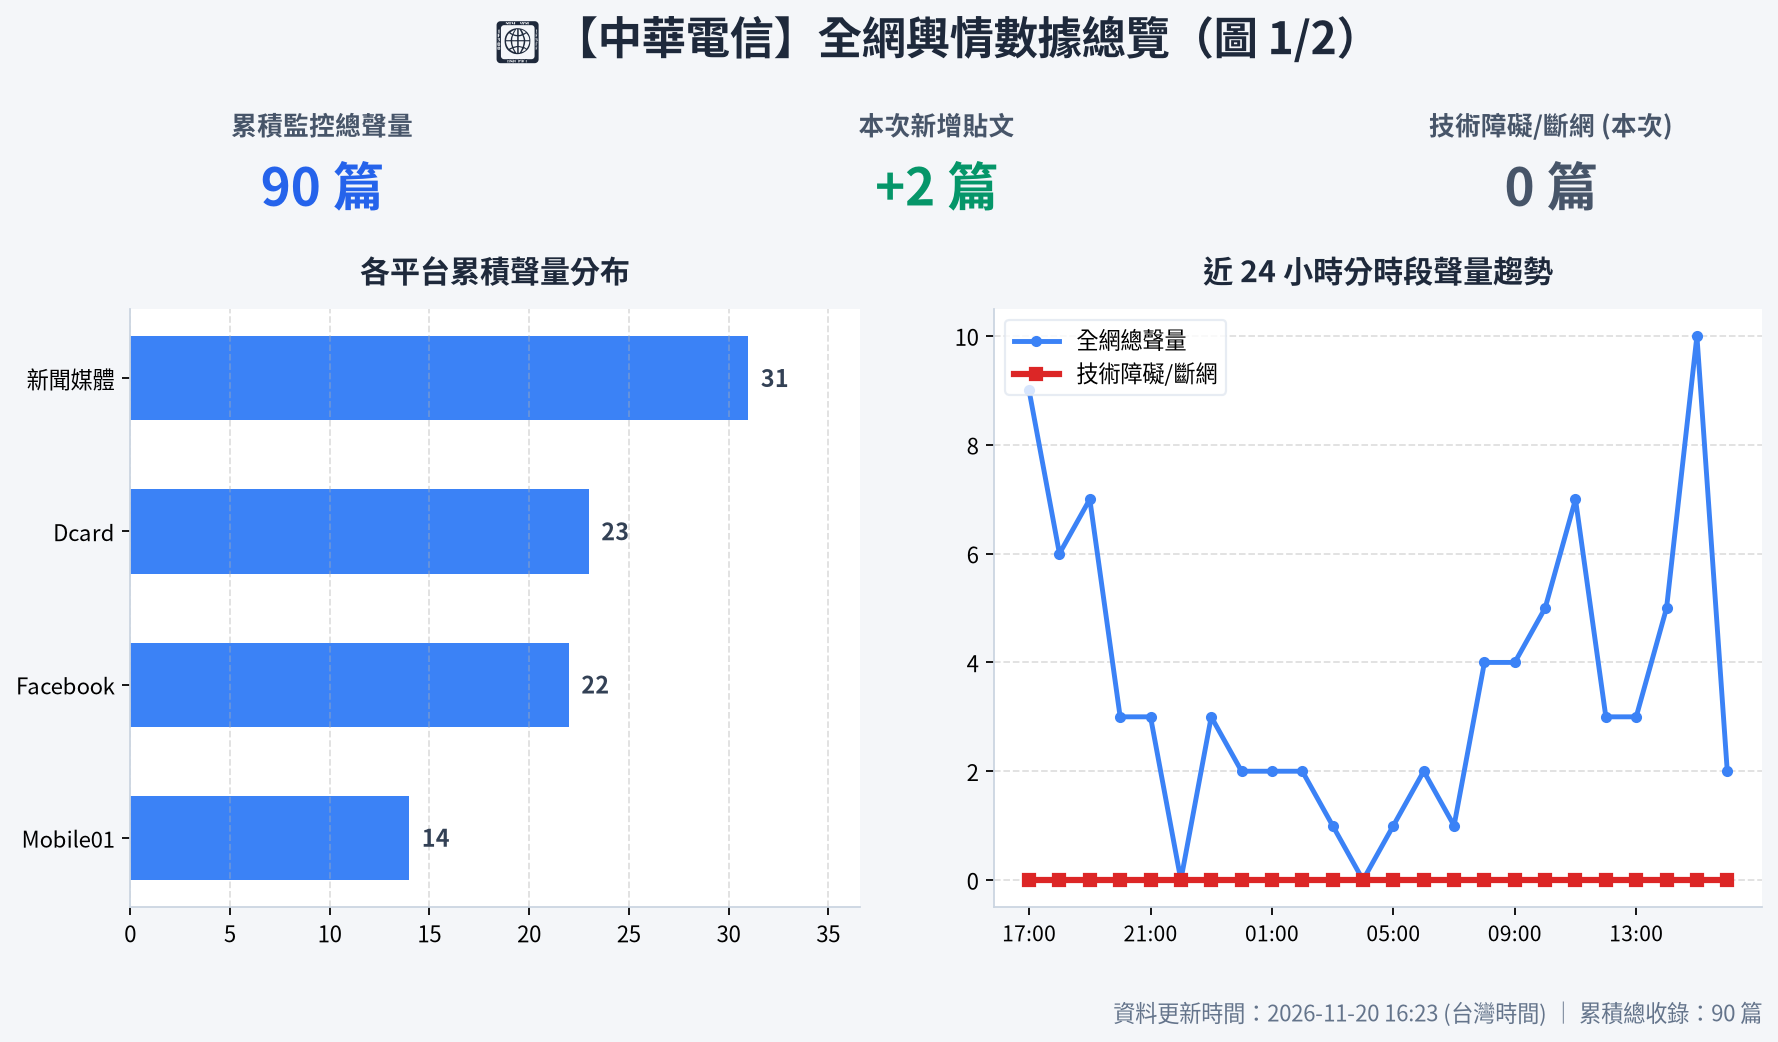 【中華電信】全網輿情數據總覽（圖 1/2）
累積監控總聲量
90 篇
本次新增貼文
+2 篇
技術障礙/斷網 (本次)
0 篇
各平台累積聲量分布
新聞媒體
31
Dcard
23
Facebook
22
Mobile01
14
0 5 10 15 20 25 30 35
近 24 小時分時段聲量趨勢
全網總聲量
技術障礙/斷網
10
8
6
4
2
0
17:00 21:00 01:00 05:00 09:00 13:00
資料更新時間：2026-11-20 16:23 (台灣時間) ｜ 累積總收錄：90 篇